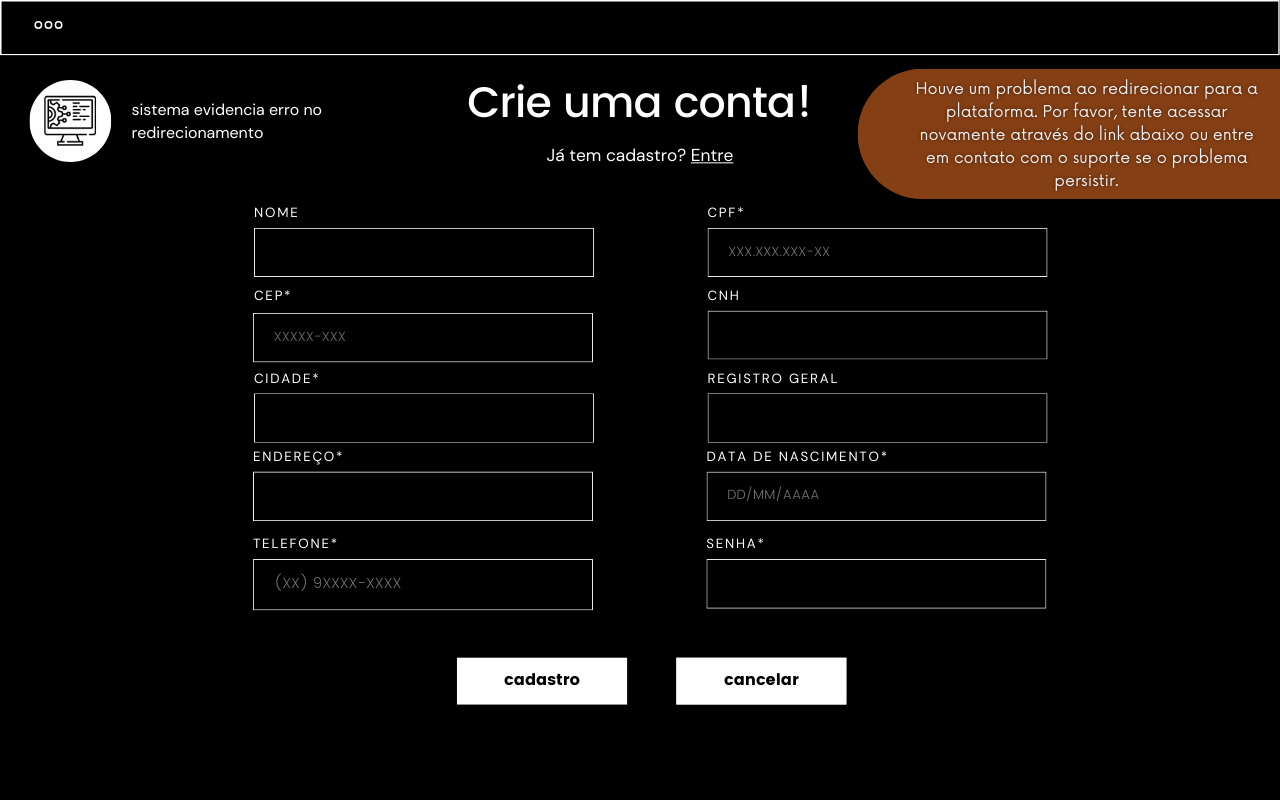 sistema evidencia erro no
redirecionamento
Crie uma conta!
Já tem cadastro? Entre
Houve um problema ao redirecionar para a
plataforma. Por favor, tente acessar
novamente através do link abaixo ou entre
em contato com o suporte se o problema
persistir.
NOME
CPF*
XXX.XXX.XXX-XX
CEP*
XXXXX-XXX
CNH
CIDADE*
REGISTRO GERAL
ENDEREÇO*
DATA DE NASCIMENTO*
DD/MM/AAAA
TELEFONE*
(XX) 9XXXX-XXXX
SENHA*
cadastro
cancelar